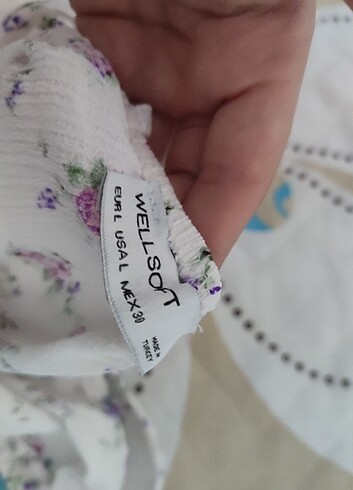 WELLSOFT
EUR L USA L MEX 30
MADE IN
TURKEY